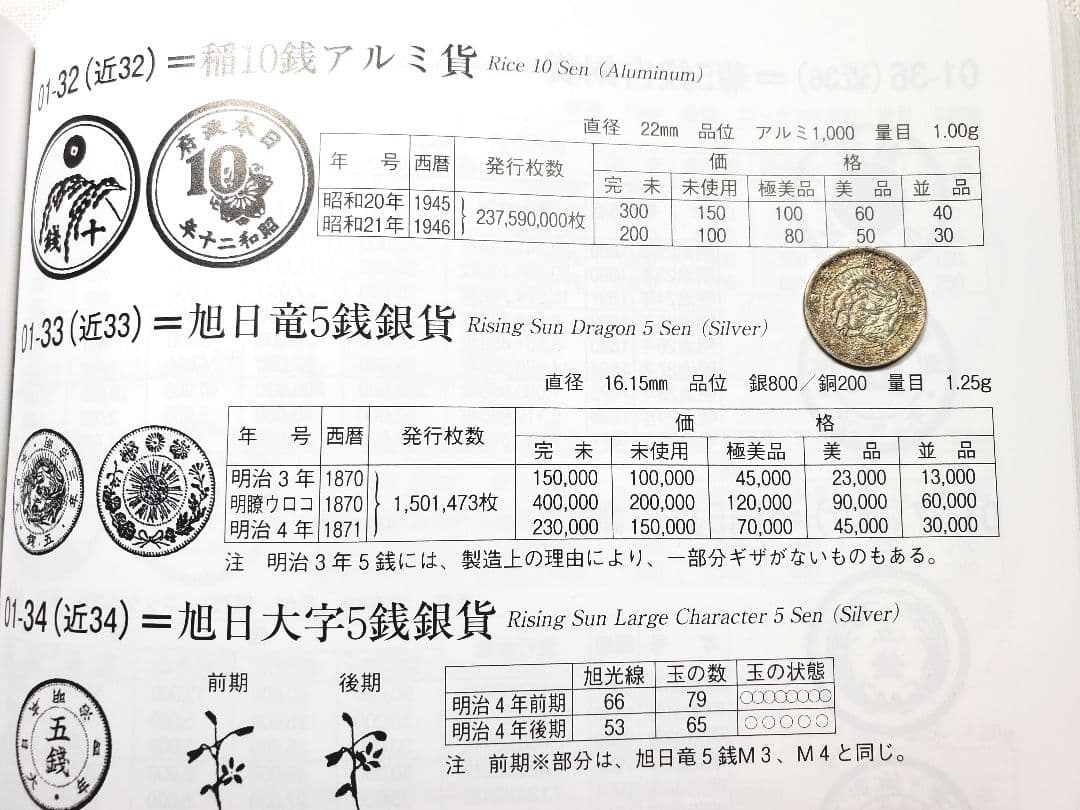 01-32(近32)=稲10銭アルミ貨 Rice 10 Sen (Aluminum)
直径 22mm 品位 アルミ1,000 量目 1.00g
十
銭
日本政府
10
昭和二十年
年 号 西暦 発行枚数 価 格
完 未 未使用 極美品 美 品 並 品
昭和20年 1945 237,590,000枚 300 150 100 60 40
昭和21年 1946 200 100 80 50 30
01-33(近33)=旭日竜5銭銀貨 Rising Sun Dragon 5 Sen (Silver)
直径 16.15mm 品位 銀800/銅200 量目 1.25g
年 号 西暦 発行枚数 価 格
完 未 未使用 極美品 美 品 並 品
明治3年 1870 1,501,473枚 150,000 100,000 45,000 23,000 13,000
明瞭ウロコ 1870 400,000 200,000 120,000 90,000 60,000
明治4年 1871 230,000 150,000 70,000 45,000 30,000
注 明治3年5銭には、製造上の理由により、一部分ギザがないものもある。
01-34(近34)=旭日大字5銭銀貨 Rising Sun Large Character 5 Sen (Silver)
五
錢
前期 後期
旭光線 玉の数 玉の状態
明治4年前期 66 79 ○○○○○○○○
明治4年後期 53 65 ○○○○○
注 前期※部分は、旭日竜5銭M3、M4と同じ。